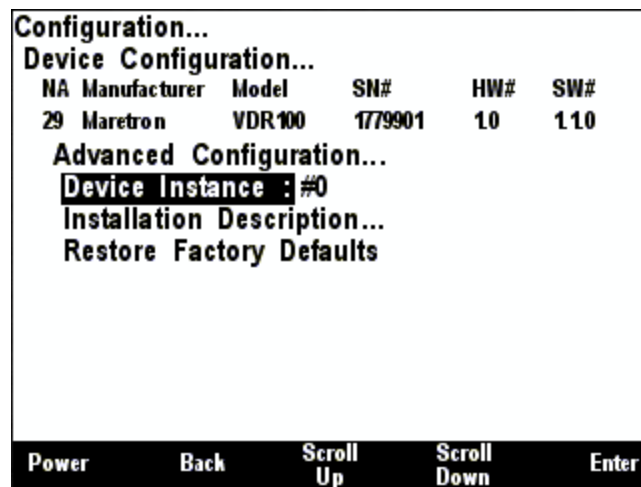 Configuration...
Device Configuration...
NA Manufacturer Model SN# HW# SW#
29 Maretron VDR100 1779901 1.0 1.1.0
Advanced Configuration...
Device Instance : #0
Installation Description...
Restore Factory Defaults
Power Back Scroll Up Scroll Down Enter